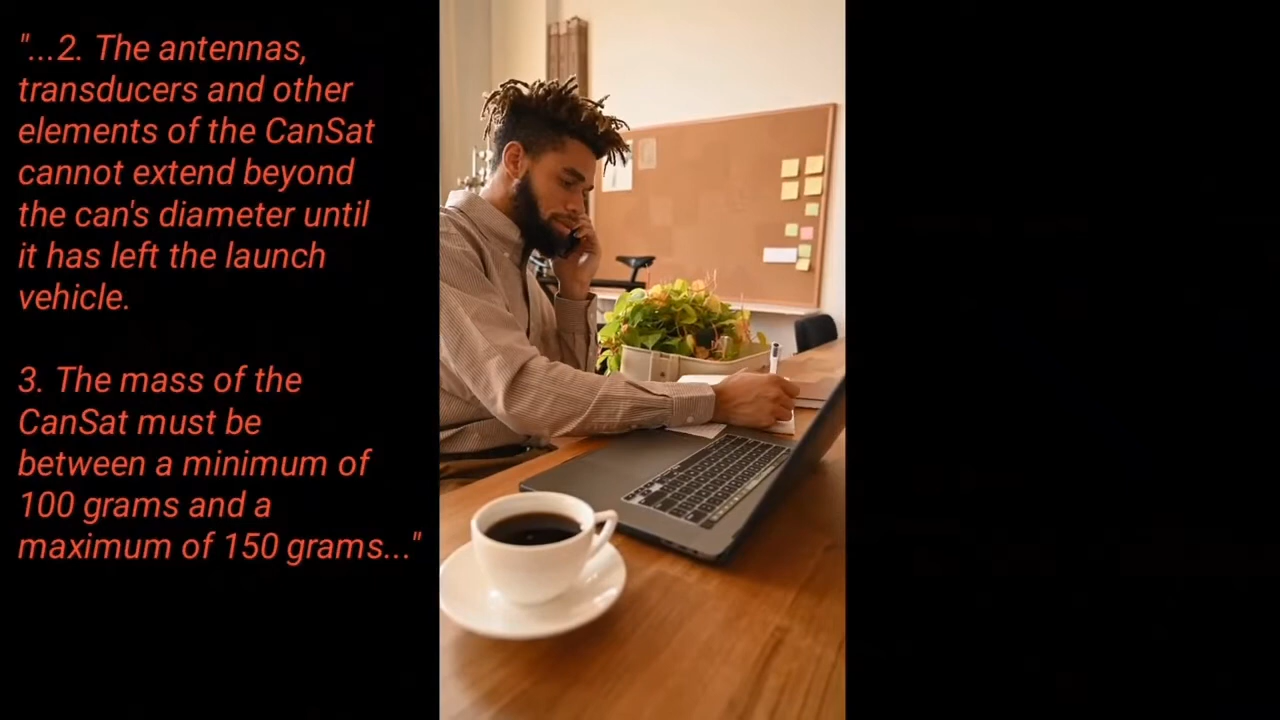 "...2. The antennas,
transducers and other
elements of the CanSat
cannot extend beyond
the can's diameter until
it has left the launch
vehicle.
3. The mass of the
CanSat must be
between a minimum of
100 grams and a
maximum of 150 grams..."